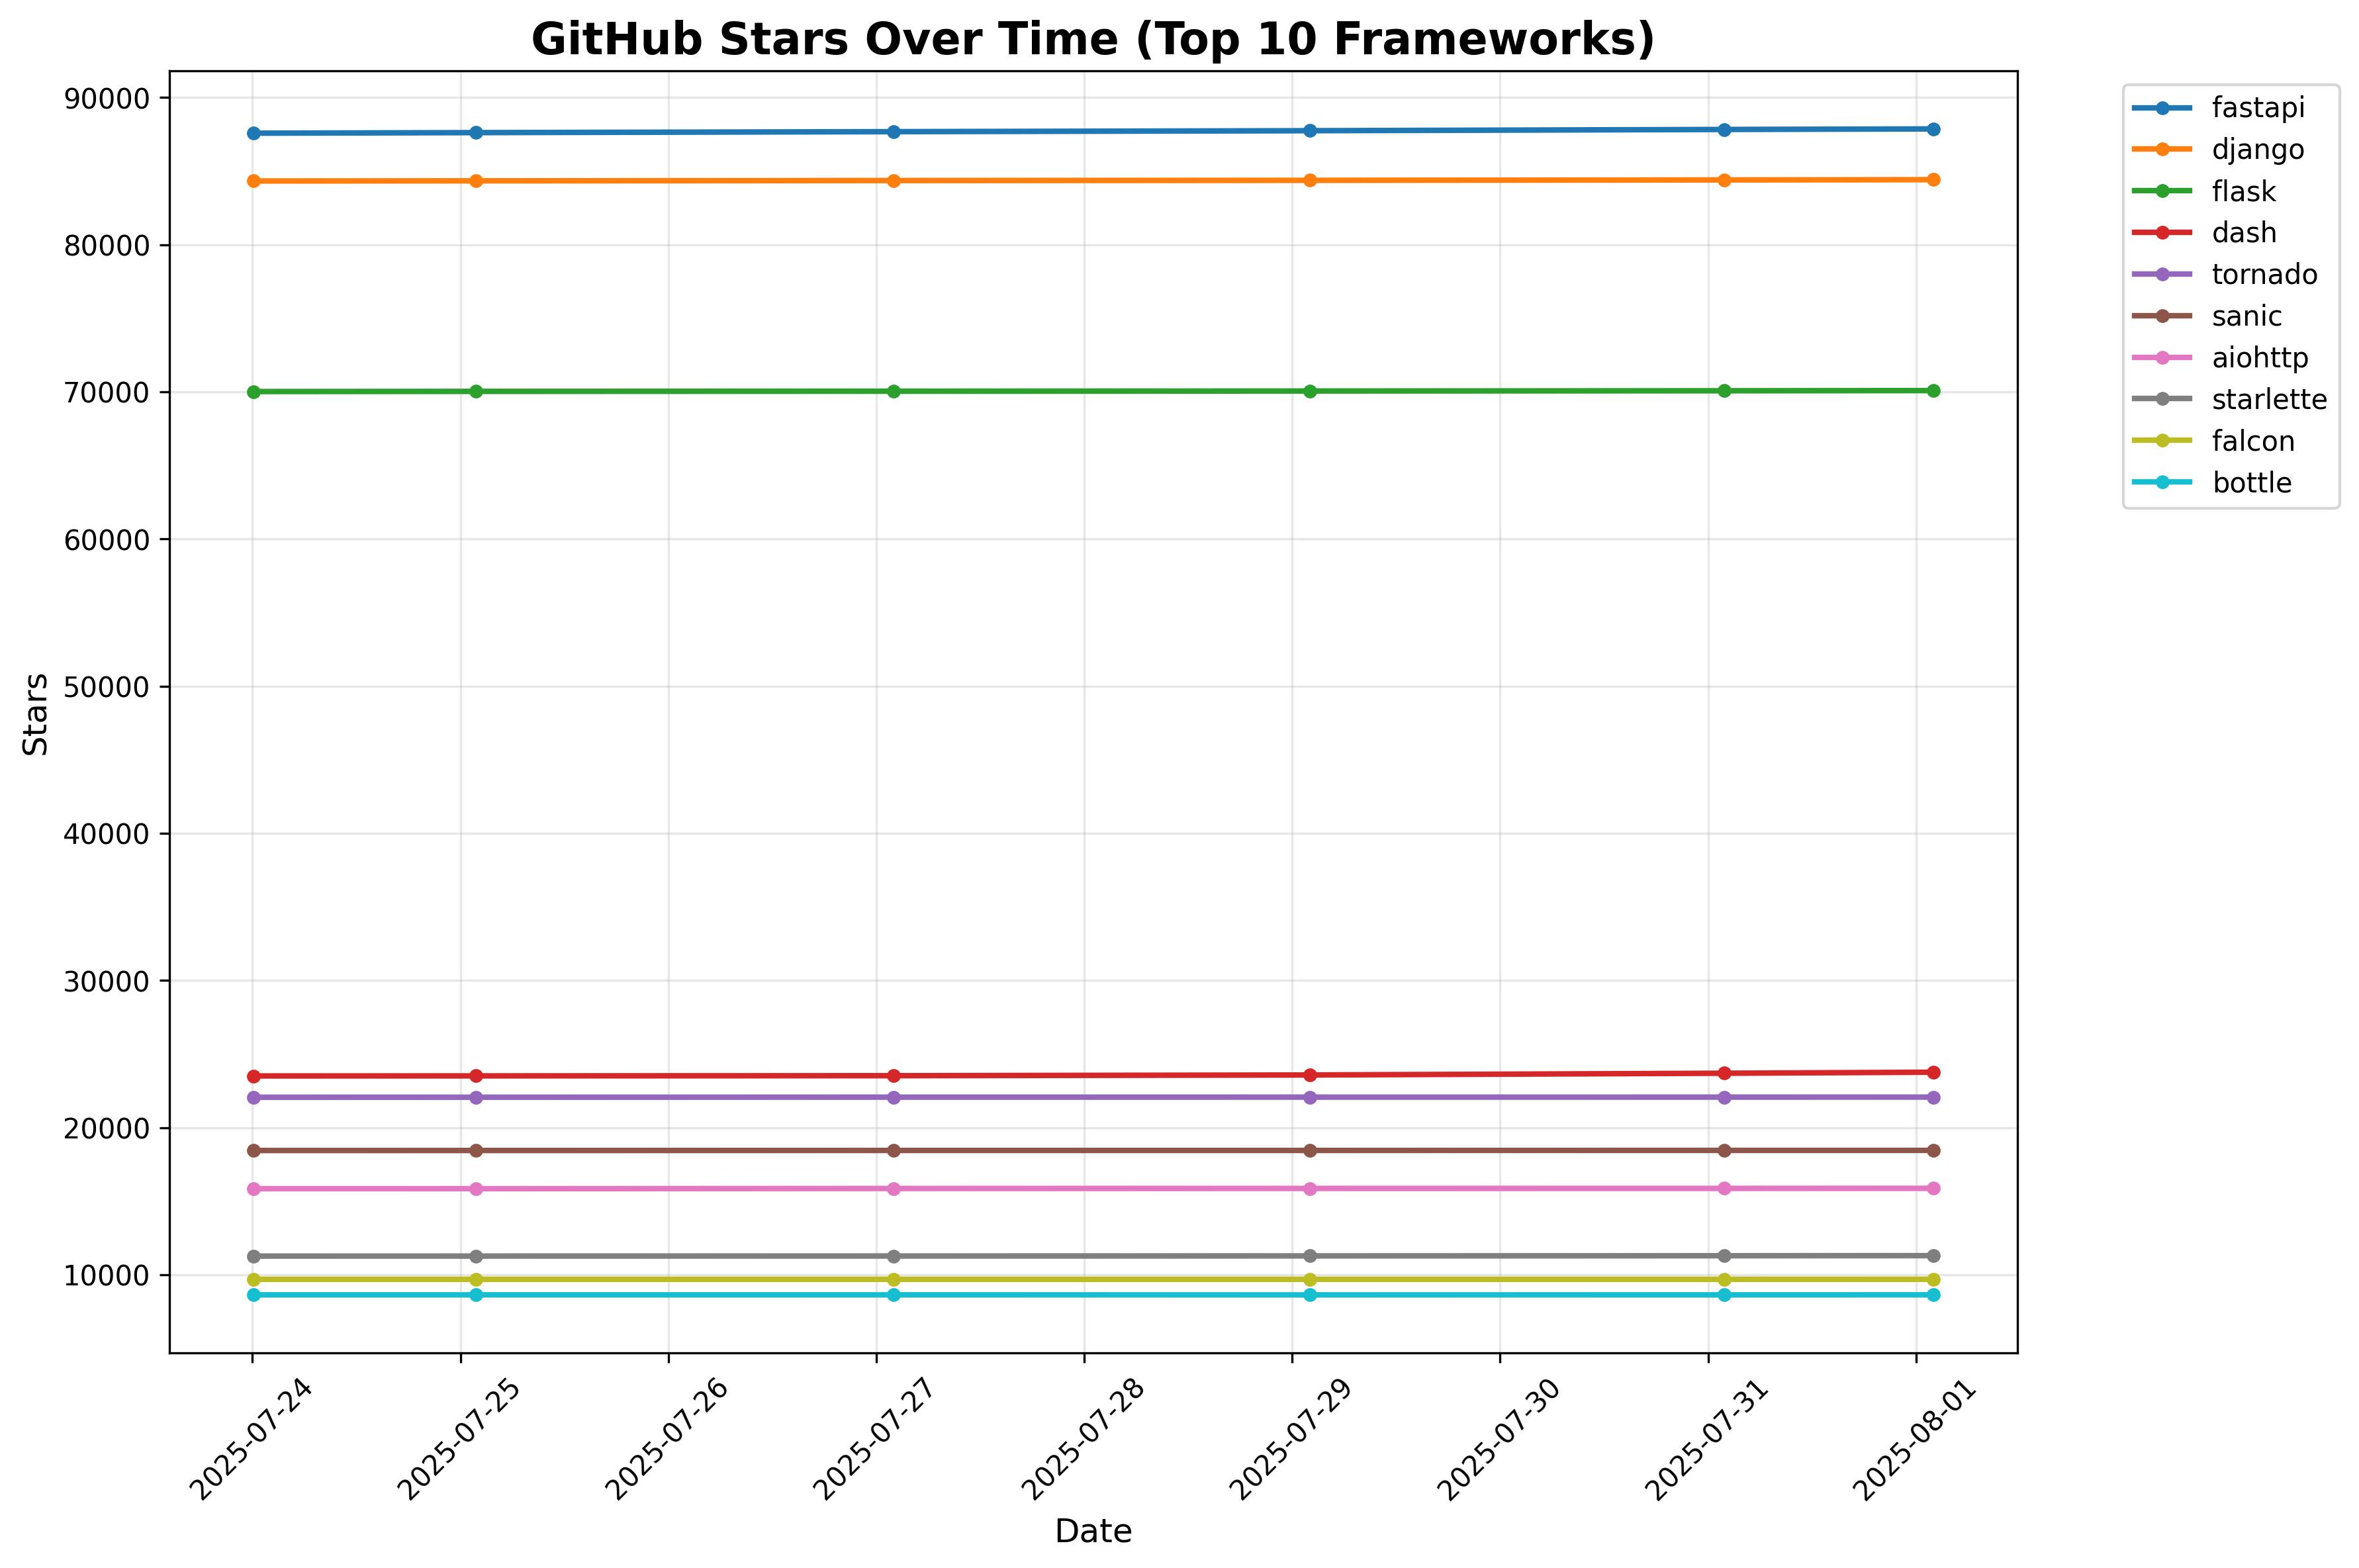 GitHub Stars Over Time (Top 10 Frameworks)
90000
80000
70000
60000
50000
40000
30000
20000
10000
Stars
2025-07-24
2025-07-25
2025-07-26
2025-07-27
2025-07-28
2025-07-29
2025-07-30
2025-07-31
2025-08-01
Date
fastapi
django
flask
dash
tornado
sanic
aiohttp
starlette
falcon
bottle